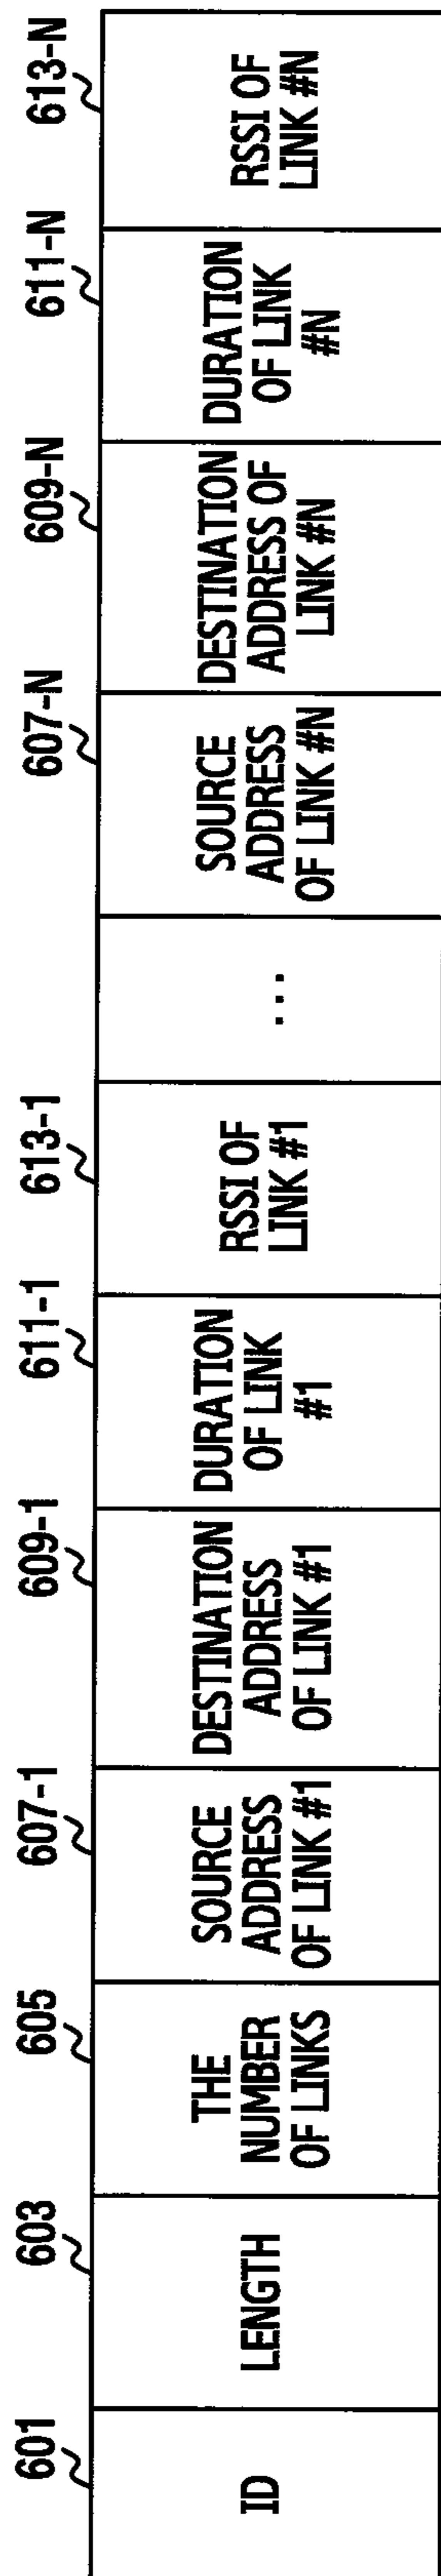 601
603
605
607-1
609-1
611-1
613-1
607-N
609-N
611-N
613-N
ID
LENGTH
THE
NUMBER
OF LINKS
SOURCE
ADDRESS
OF LINK #1
DESTINATION
ADDRESS
OF LINK #1
DURATION
OF LINK
#1
RSSI OF
LINK #1
...
SOURCE
ADDRESS
OF LINK #N
DESTINATION
ADDRESS OF
LINK #N
DURATION
OF LINK
#N
RSSI OF
LINK #N